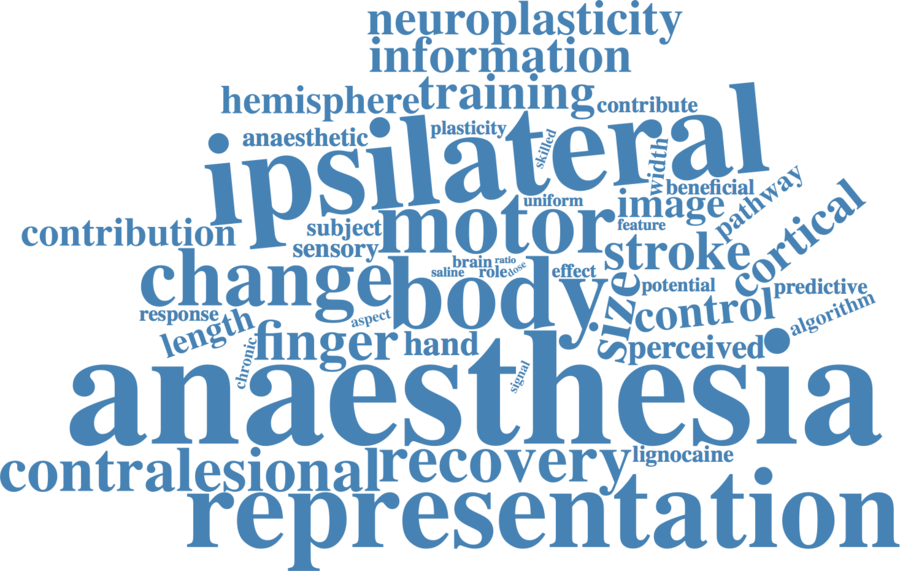 neuroplasticity
information
hemisphere training contribute
anaesthetic plasticity skilled
ipsilateral width
beneficial
uniform image pathway
contribution subject motor feature
sensory stroke cortical
change brain ratio
saline role dose effect
body size potential predictive
response aspect control algorithm
length finger hand perceived
chronic signal
anaesthesia
contralesional recovery lignocaine
representation